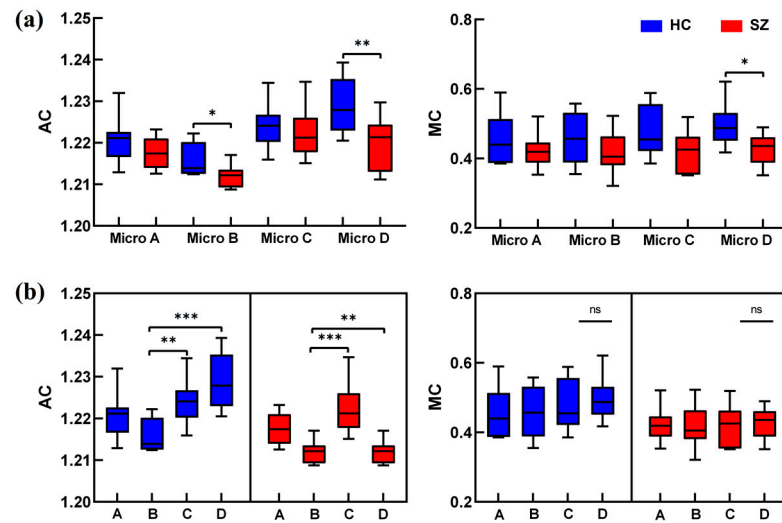 (a)
1.25
1.24
1.23
1.22
1.21
1.20
AC
**
*
Micro A Micro B Micro C Micro D
0.8
0.6
0.4
0.2
MC
HC SZ
*
Micro A Micro B Micro C Micro D
(b)
1.25
1.24
1.23
1.22
1.21
1.20
AC
***
**
**
***
A B C D A B C D
0.8
0.6
0.4
0.2
MC
ns ns
A B C D A B C D